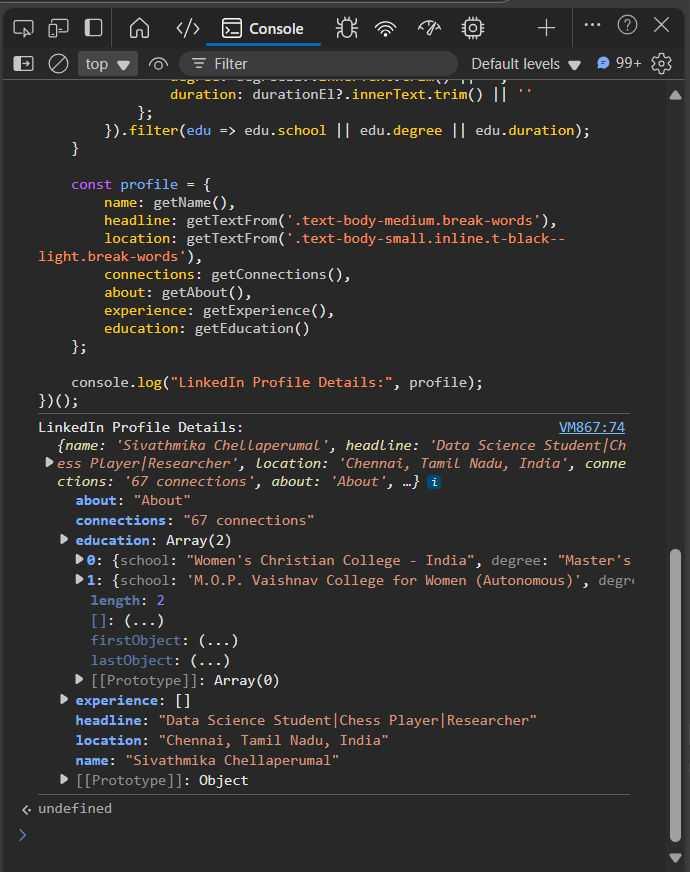 Console
top
Filter
Default levels
99+
duration: durationEl?.innerText.trim() || ''
};
}).filter(edu => edu.school || edu.degree || edu.duration);
}
const profile = {
name: getName(),
headline: getTextFrom('.text-body-medium.break-words'),
location: getTextFrom('.text-body-small.inline.t-black--
light.break-words'),
connections: getConnections(),
about: getAbout(),
experience: getExperience(),
education: getEducation()
};
console.log("LinkedIn Profile Details:", profile);
})();
LinkedIn Profile Details:
VM867:74
{name: 'Sivathmika Chellaperumal', headline: 'Data Science Student|Ch
ess Player|Researcher', location: 'Chennai, Tamil Nadu, India', conne
ctions: '67 connections', about: 'About', …} i
about: "About"
connections: "67 connections"
education: Array(2)
0: {school: "Women's Christian College - India", degree: "Master's
1: {school: 'M.O.P. Vaishnav College for Women (Autonomous)', degre
length: 2
[]: (...)
firstObject: (...)
lastObject: (...)
[[Prototype]]: Array(0)
experience: []
headline: "Data Science Student|Chess Player|Researcher"
location: "Chennai, Tamil Nadu, India"
name: "Sivathmika Chellaperumal"
[[Prototype]]: Object
undefined